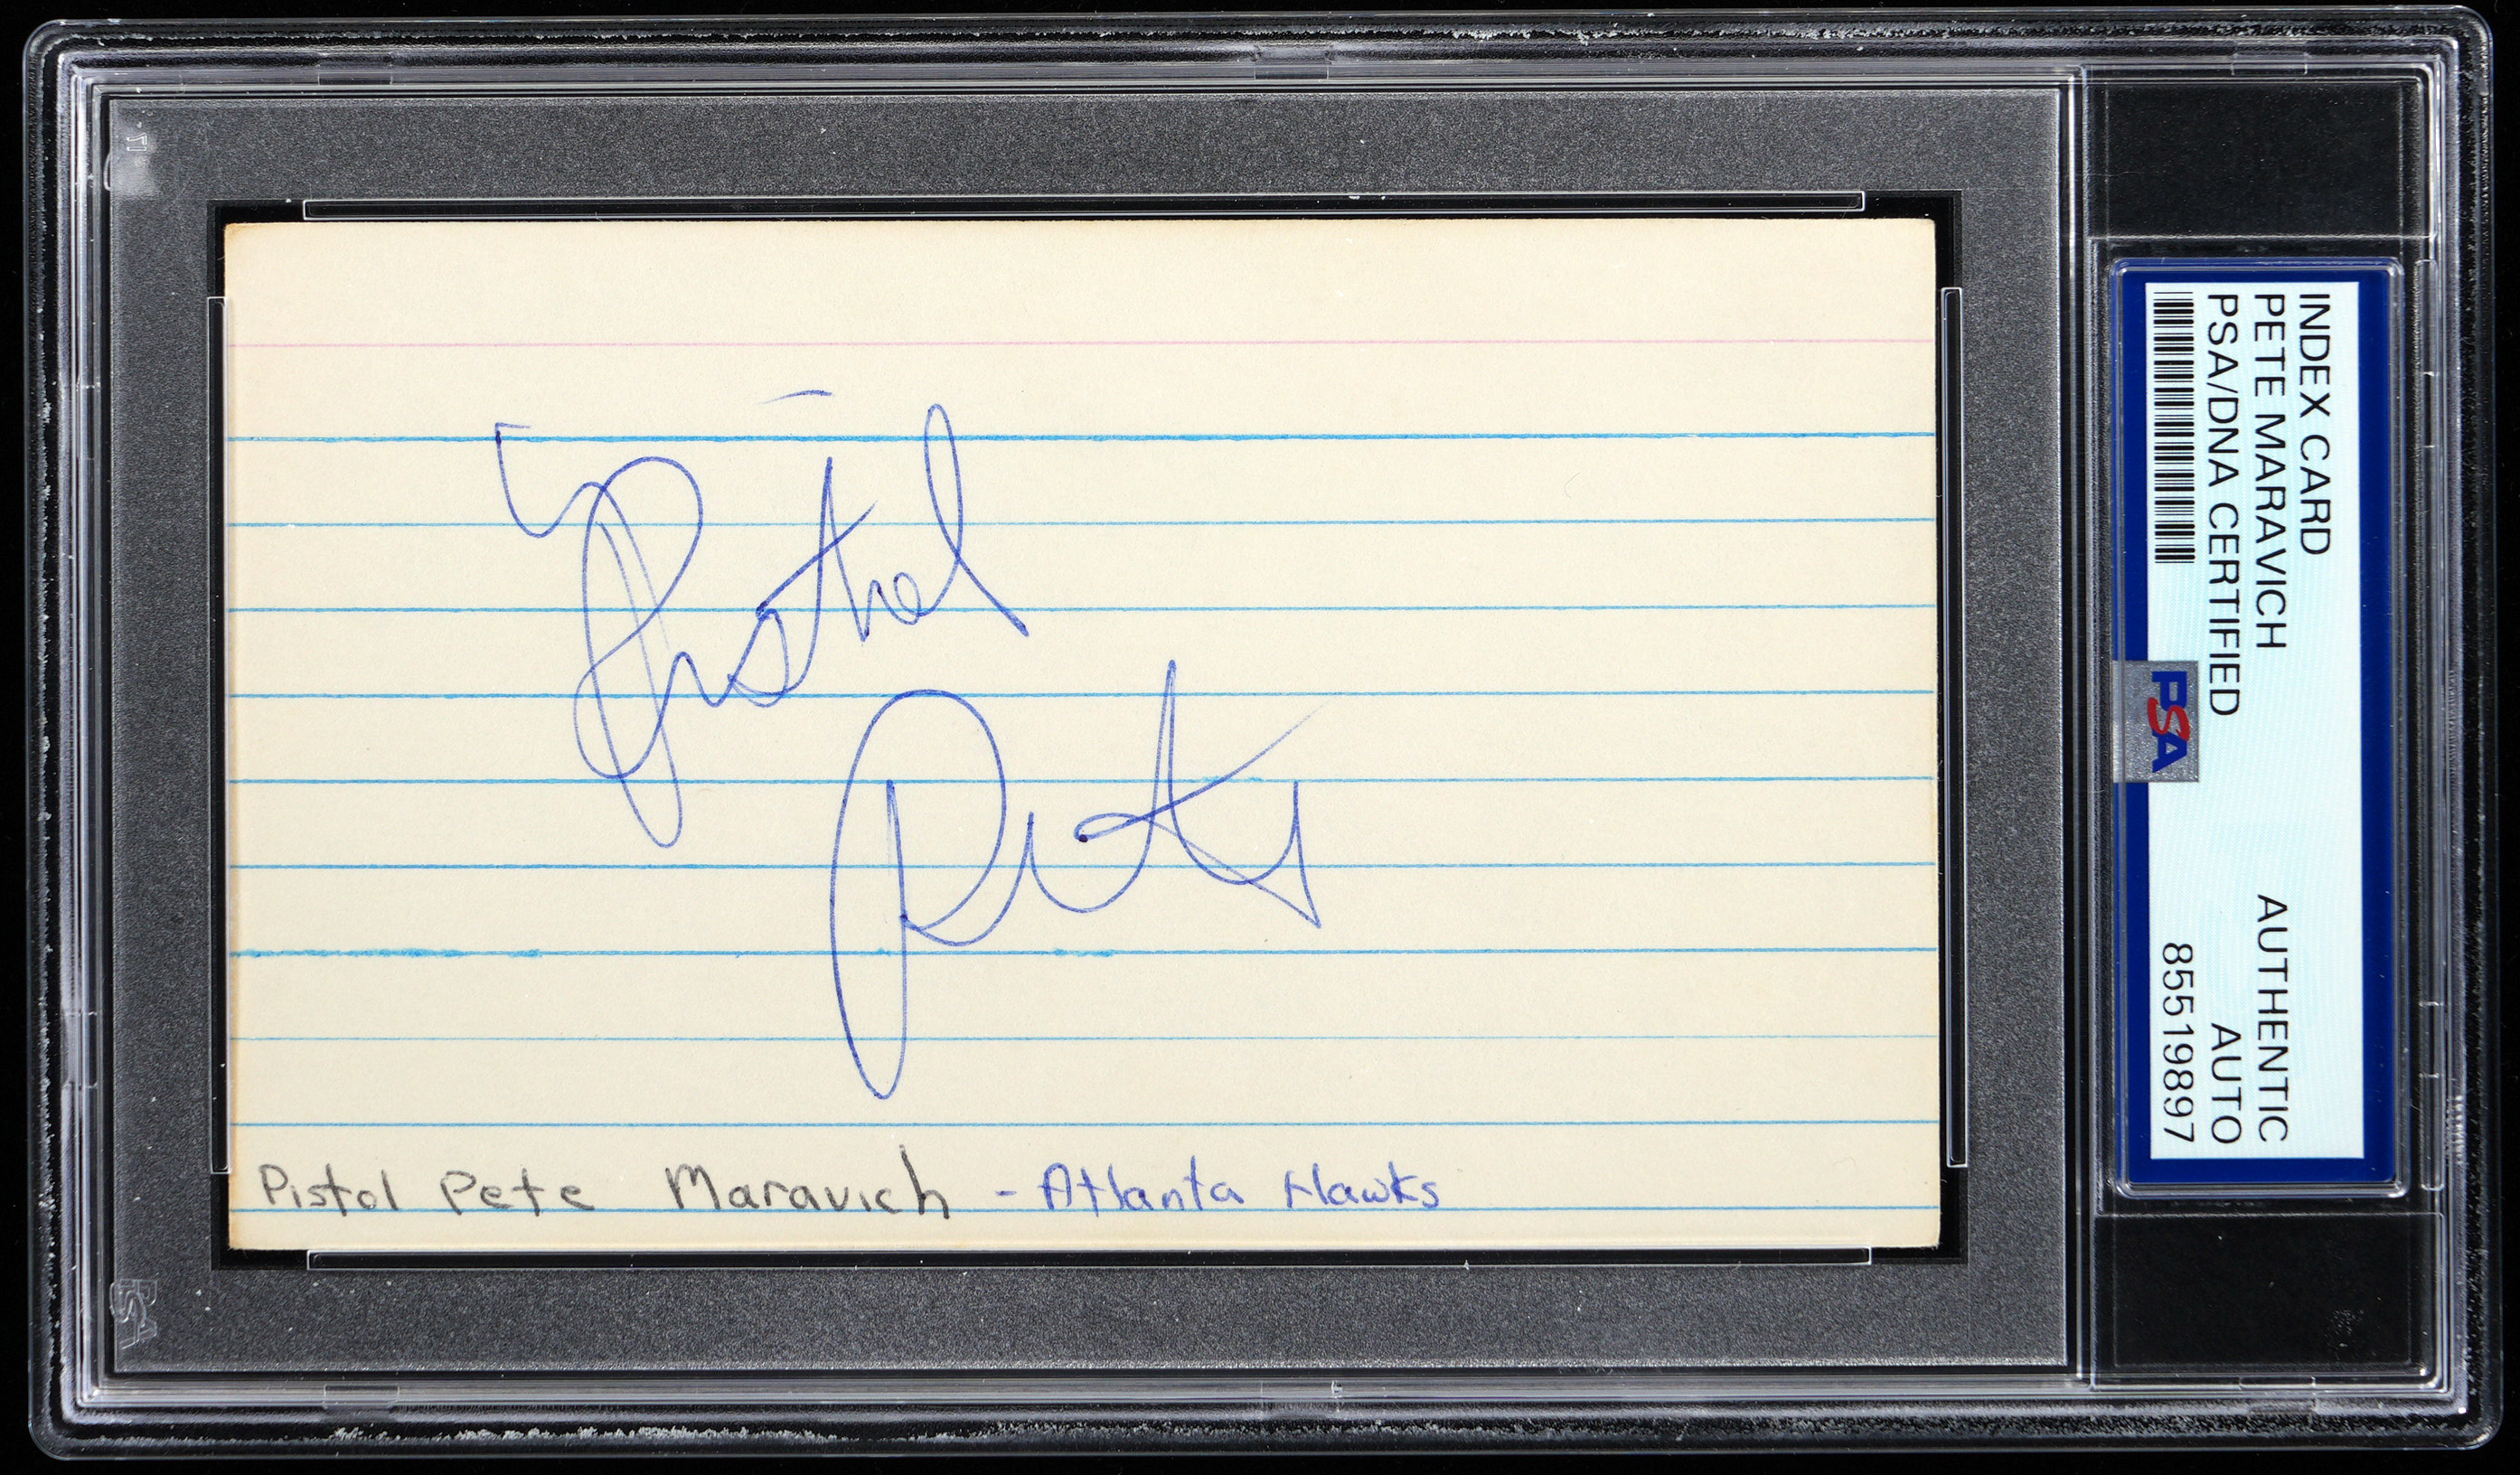 Pistol
Pete
Pistol Pete Maravich - Atlanta Hawks
INDEX CARD
PETE MARAVICH AUTHENTIC
PSA/DNA CERTIFIED AUTO
85519897
PSA